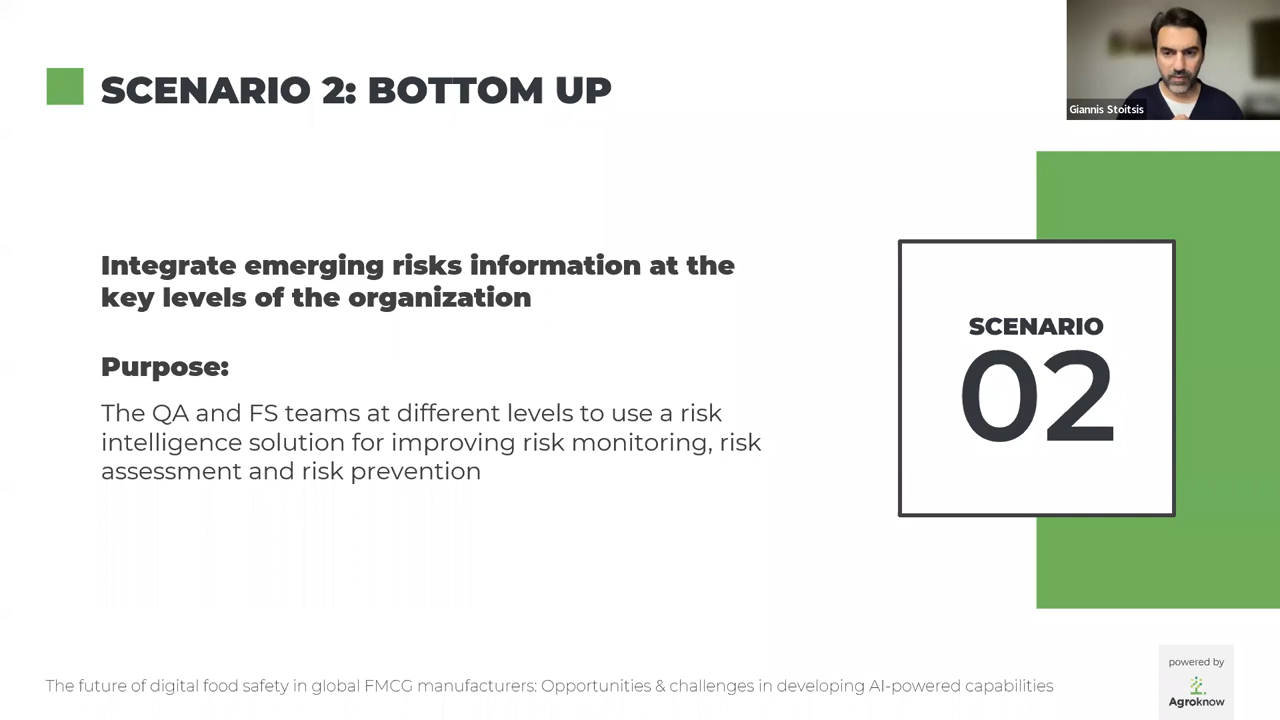 SCENARIO 2: BOTTOM UP
Giannis Stoitsis
Integrate emerging risks information at the
key levels of the organization
Purpose:
The QA and FS teams at different levels to use a risk
intelligence solution for improving risk monitoring, risk
assessment and risk prevention
SCENARIO
02
The future of digital food safety in global FMCG manufacturers: Opportunities & challenges in developing AI-powered capabilities
powered by
Agroknow